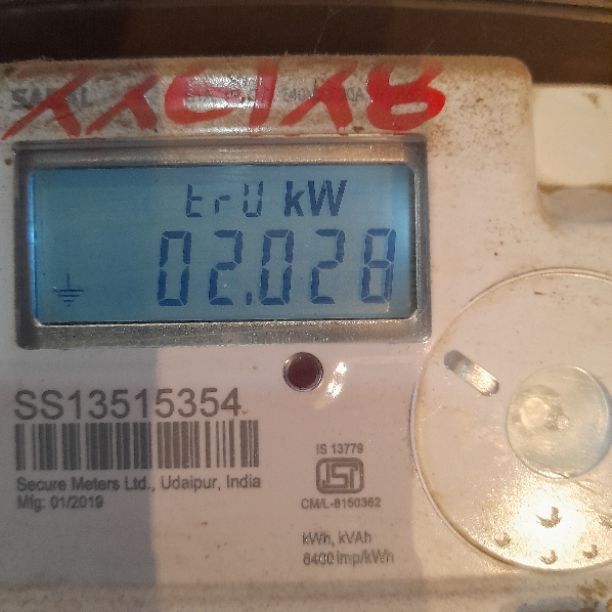 trU kW
02.028
SS13515354
IS 13779
Secure Meters Ltd., Udaipur, India
Mfg: 01/2019
CM/L-8150362
kWh, kVAh
6400 imp/kWh